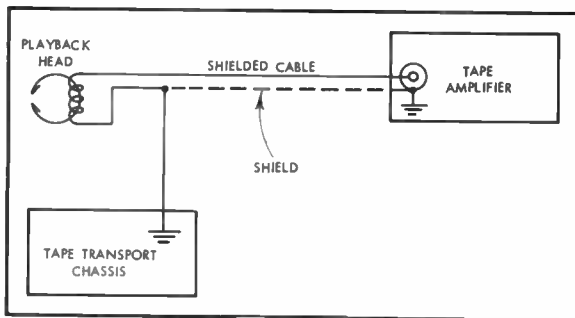 PLAYBACK
HEAD
SHIELDED CABLE
TAPE
AMPLIFIER
SHIELD
TAPE TRANSPORT
CHASSIS